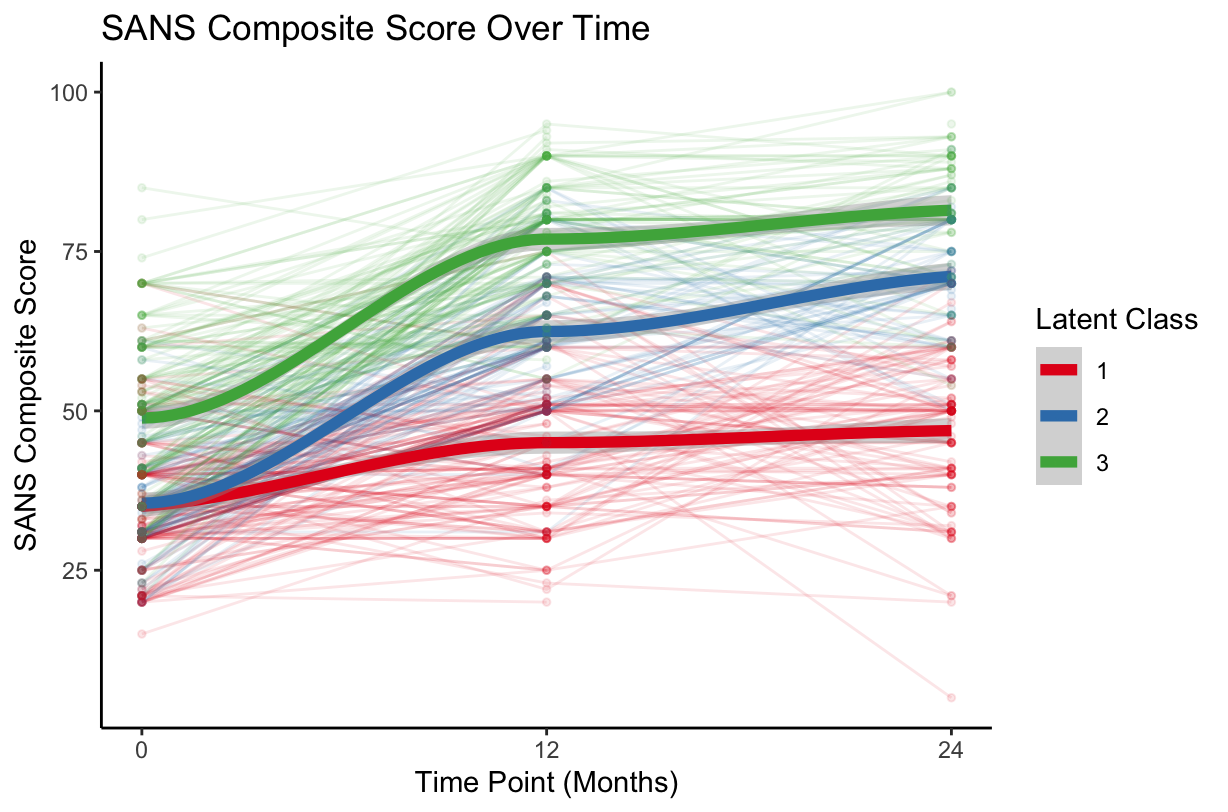 SANS Composite Score Over Time
SANS Composite Score
100
75
50
25
0
12
24
Time Point (Months)
Latent Class
1
2
3